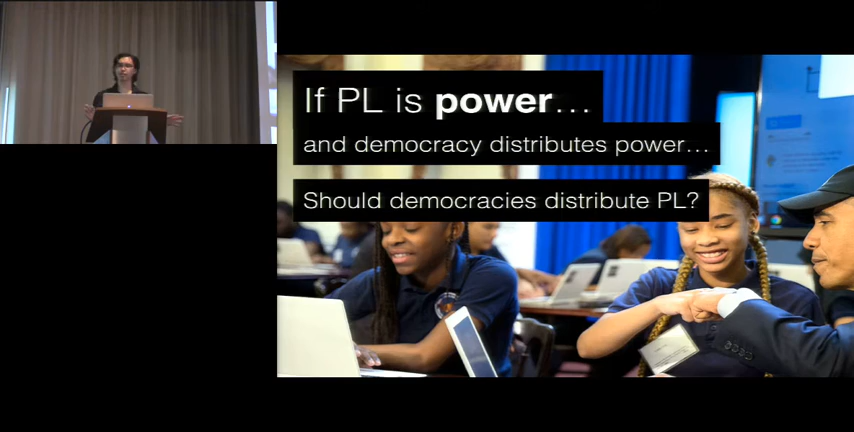 If PL is power...
and democracy distributes power...
Should democracies distribute PL?